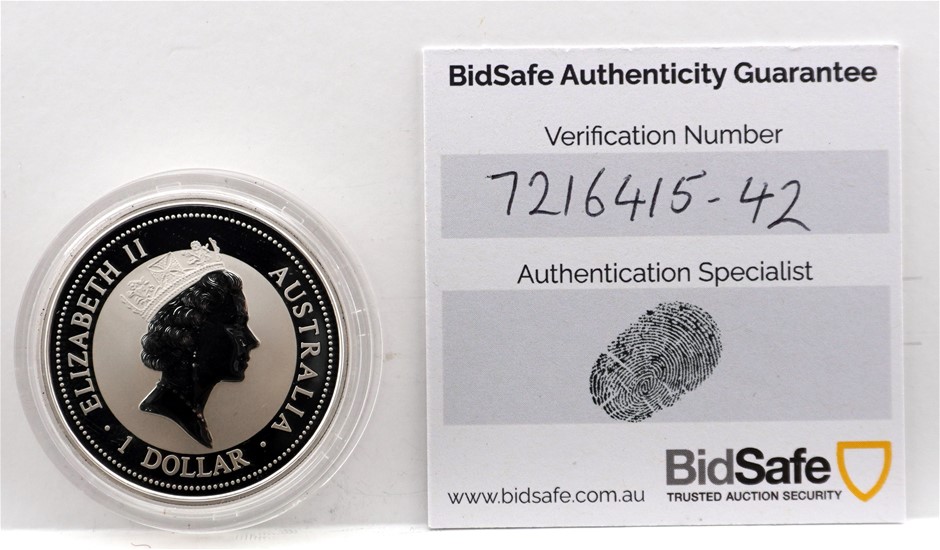 ELIZABETH II AUSTRALIA
· 1 DOLLAR ·
BidSafe Authenticity Guarantee
Verification Number
7216415-42
Authentication Specialist
www.bidsafe.com.au
BidSafe
TRUSTED AUCTION SECURITY